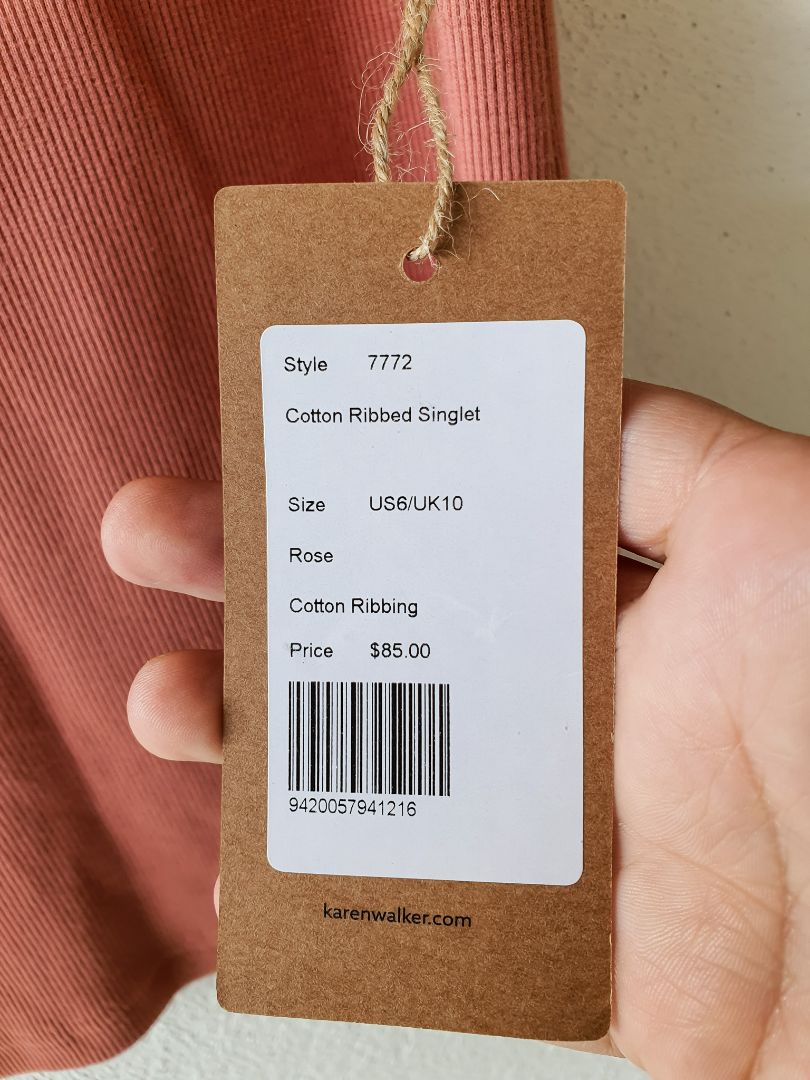 Style 7772
Cotton Ribbed Singlet
Size US6/UK10
Rose
Cotton Ribbing
Price $85.00
9420057941216
karenwalker.com